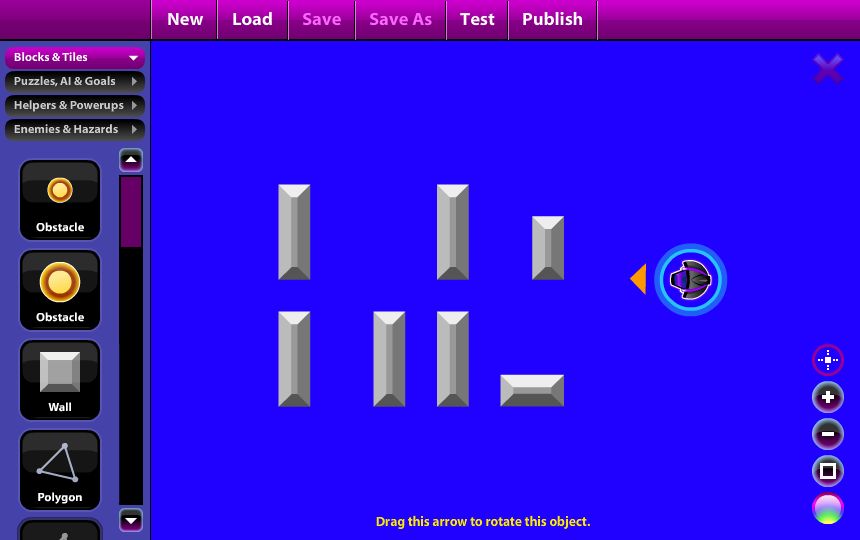 New
Load
Save
Save As
Test
Publish
Blocks & Tiles
Puzzles, AI & Goals
Helpers & Powerups
Enemies & Hazards
Obstacle
Obstacle
Wall
Polygon
Drag this arrow to rotate this object.